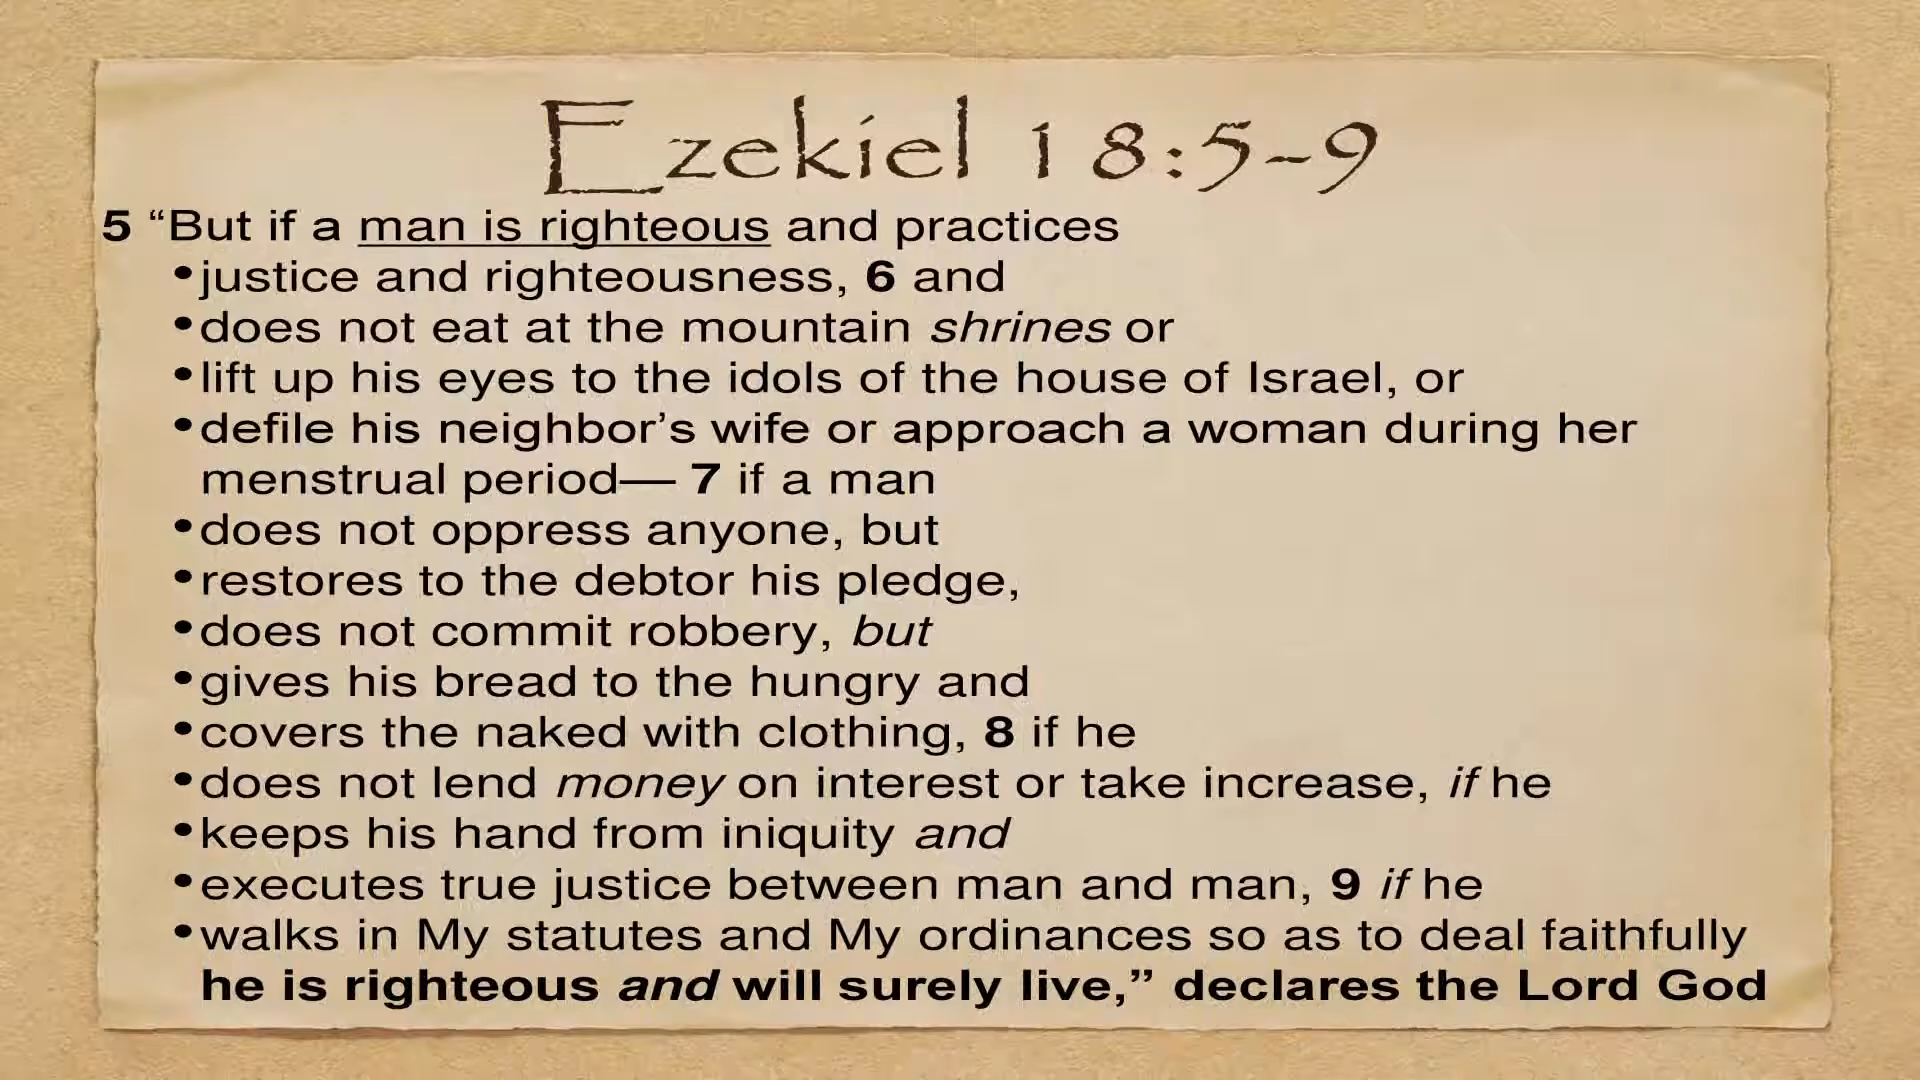 Ezekiel 18:5-9
5 “But if a man is righteous and practices
•justice and righteousness, 6 and
•does not eat at the mountain shrines or
•lift up his eyes to the idols of the house of Israel, or
•defile his neighbor’s wife or approach a woman during her
menstrual period— 7 if a man
•does not oppress anyone, but
•restores to the debtor his pledge,
•does not commit robbery, but
•gives his bread to the hungry and
•covers the naked with clothing, 8 if he
•does not lend money on interest or take increase, if he
•keeps his hand from iniquity and
•executes true justice between man and man, 9 if he
•walks in My statutes and My ordinances so as to deal faithfully
he is righteous and will surely live,” declares the Lord God